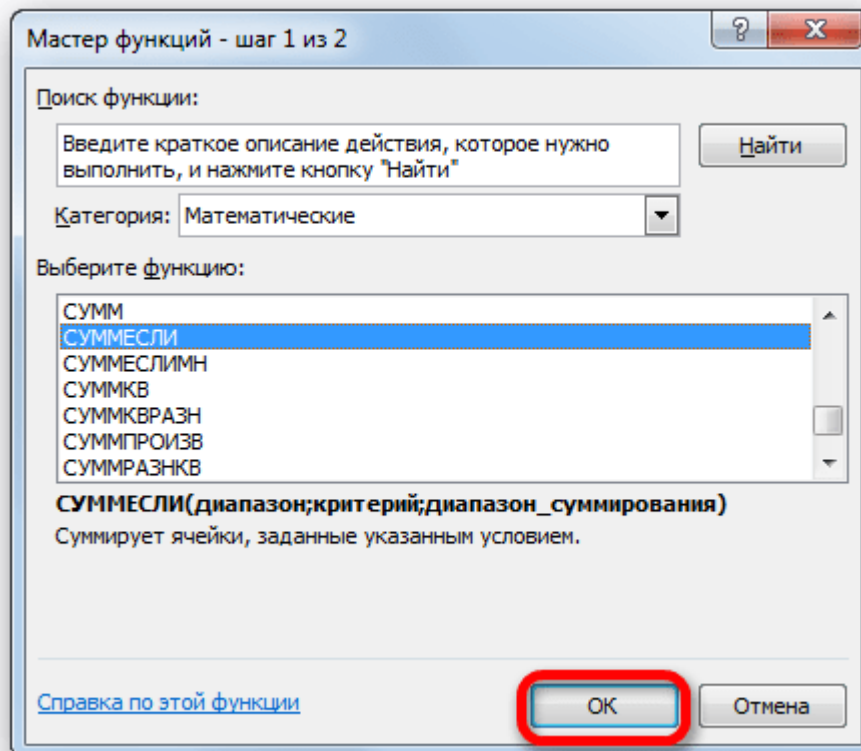 Мастер функций - шаг 1 из 2
?
X
Поиск функции:
Введите краткое описание действия, которое нужно
выполнить, и нажмите кнопку "Найти"
Найти
Категория:
Математические
Выберите функцию:
СУММ
СУММЕСЛИ
СУММЕСЛИМН
СУММКВ
СУММКВРАЗН
СУММПРОИЗВ
СУММРАЗНКВ
СУММЕСЛИ(диапазон;критерий;диапазон_суммирования)
Суммирует ячейки, заданные указанным условием.
Справка по этой функции
ОК
Отмена